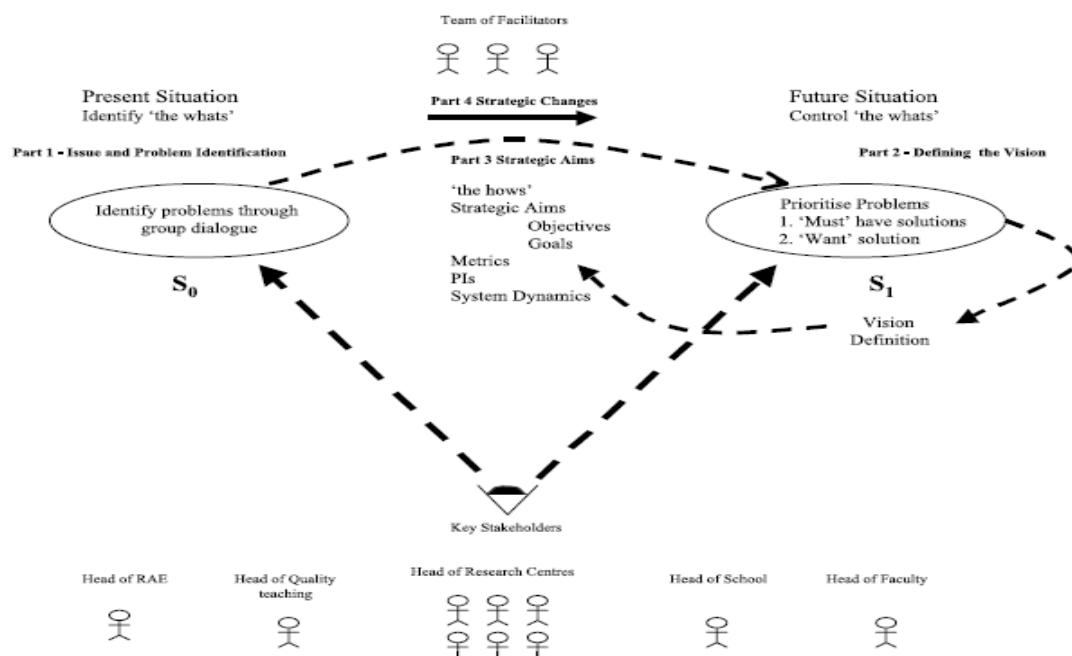 Team of Facilitators
Present Situation
Identify ‘the whats’
Part 4 Strategic Changes
Future Situation
Control ‘the whats’
Part 1 - Issue and Problem Identification
Part 3 Strategic Aims
Part 2 - Defining the Vision
Identify problems through
group dialogue
S₀
‘the hows’
Strategic Aims
Objectives
Goals
Metrics
PIs
System Dynamics
Prioritise Problems
1. ‘Must’ have solutions
2. ‘Want’ solution
S₁
Vision
Definition
Key Stakeholders
Head of RAE
Head of Quality
teaching
Head of Research Centres
Head of School
Head of Faculty